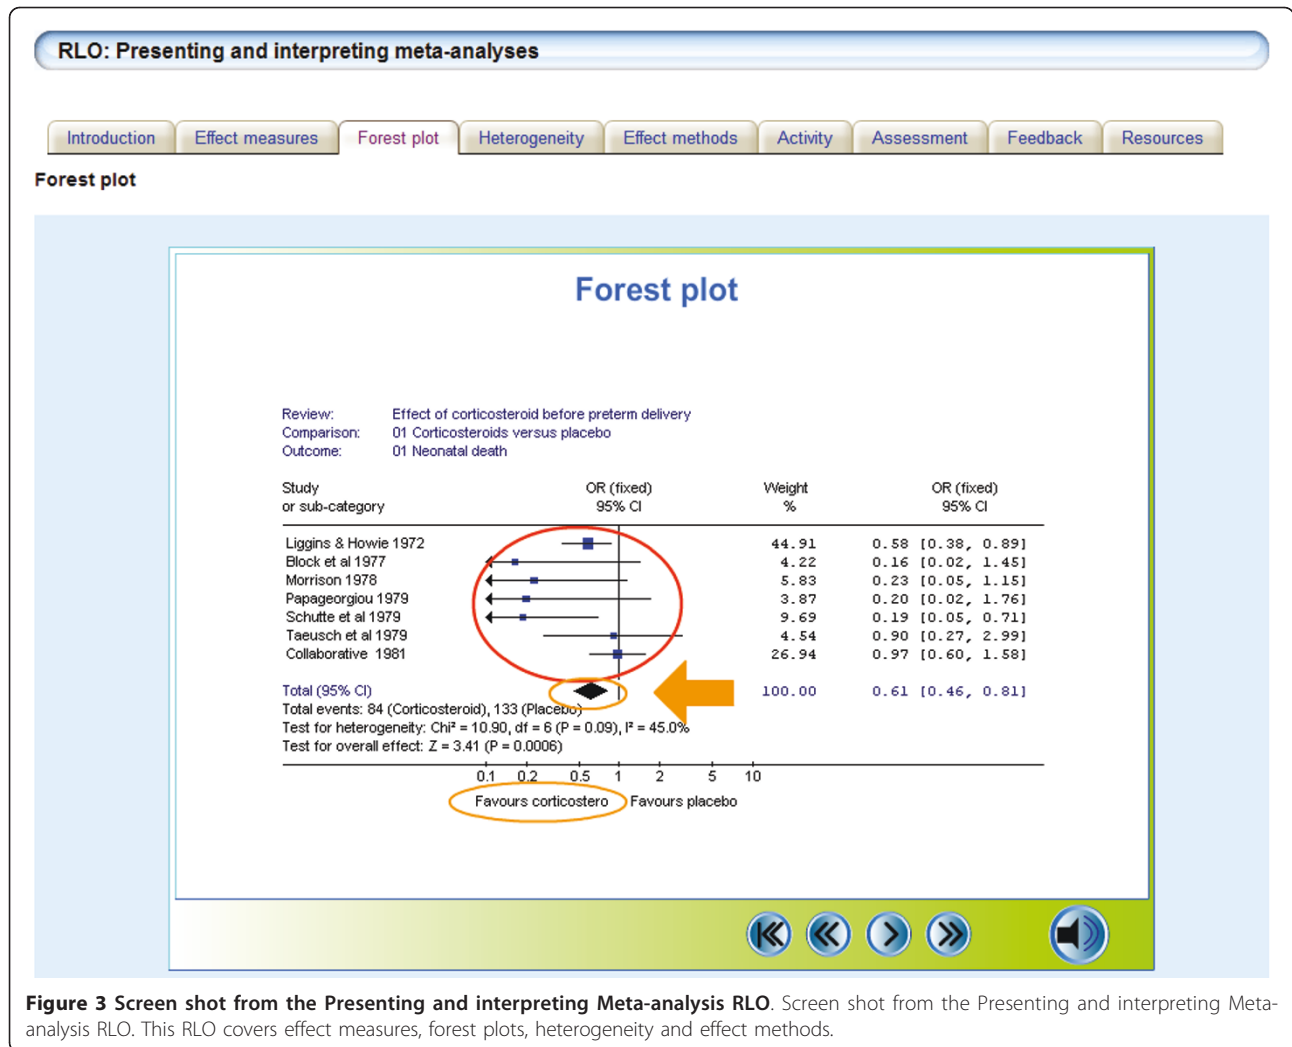 RLO: Presenting and interpreting meta-analyses
Introduction Effect measures Forest plot Heterogeneity Effect methods Activity Assessment Feedback Resources
Forest plot
Forest plot
Review: Effect of corticosteroid before preterm delivery
Comparison: 01 Corticosteroids versus placebo
Outcome: 01 Neonatal death
Study OR (fixed) Weight OR (fixed)
or sub-category 95% CI % 95% CI
Liggins & Howie 1972 44.91 0.58 [0.38, 0.89]
Block et al 1977 4.22 0.16 [0.02, 1.45]
Morrison 1978 5.83 0.23 [0.05, 1.15]
Papageorgiou 1979 3.87 0.20 [0.02, 1.76]
Schutte et al 1979 9.69 0.19 [0.05, 0.71]
Taeusch et al 1979 4.54 0.90 [0.27, 2.99]
Collaborative 1981 26.94 0.97 [0.60, 1.58]
Total (95% CI) 100.00 0.61 [0.46, 0.81]
Total events: 84 (Corticosteroid), 133 (Placebo)
Test for heterogeneity: Chi² = 10.90, df = 6 (P = 0.09), I² = 45.0%
Test for overall effect: Z = 3.41 (P = 0.0006)
0.1 0.2 0.5 1 2 5 10
Favours corticostero Favours placebo
Figure 3 Screen shot from the Presenting and interpreting Meta-analysis RLO. Screen shot from the Presenting and interpreting Meta-
analysis RLO. This RLO covers effect measures, forest plots, heterogeneity and effect methods.